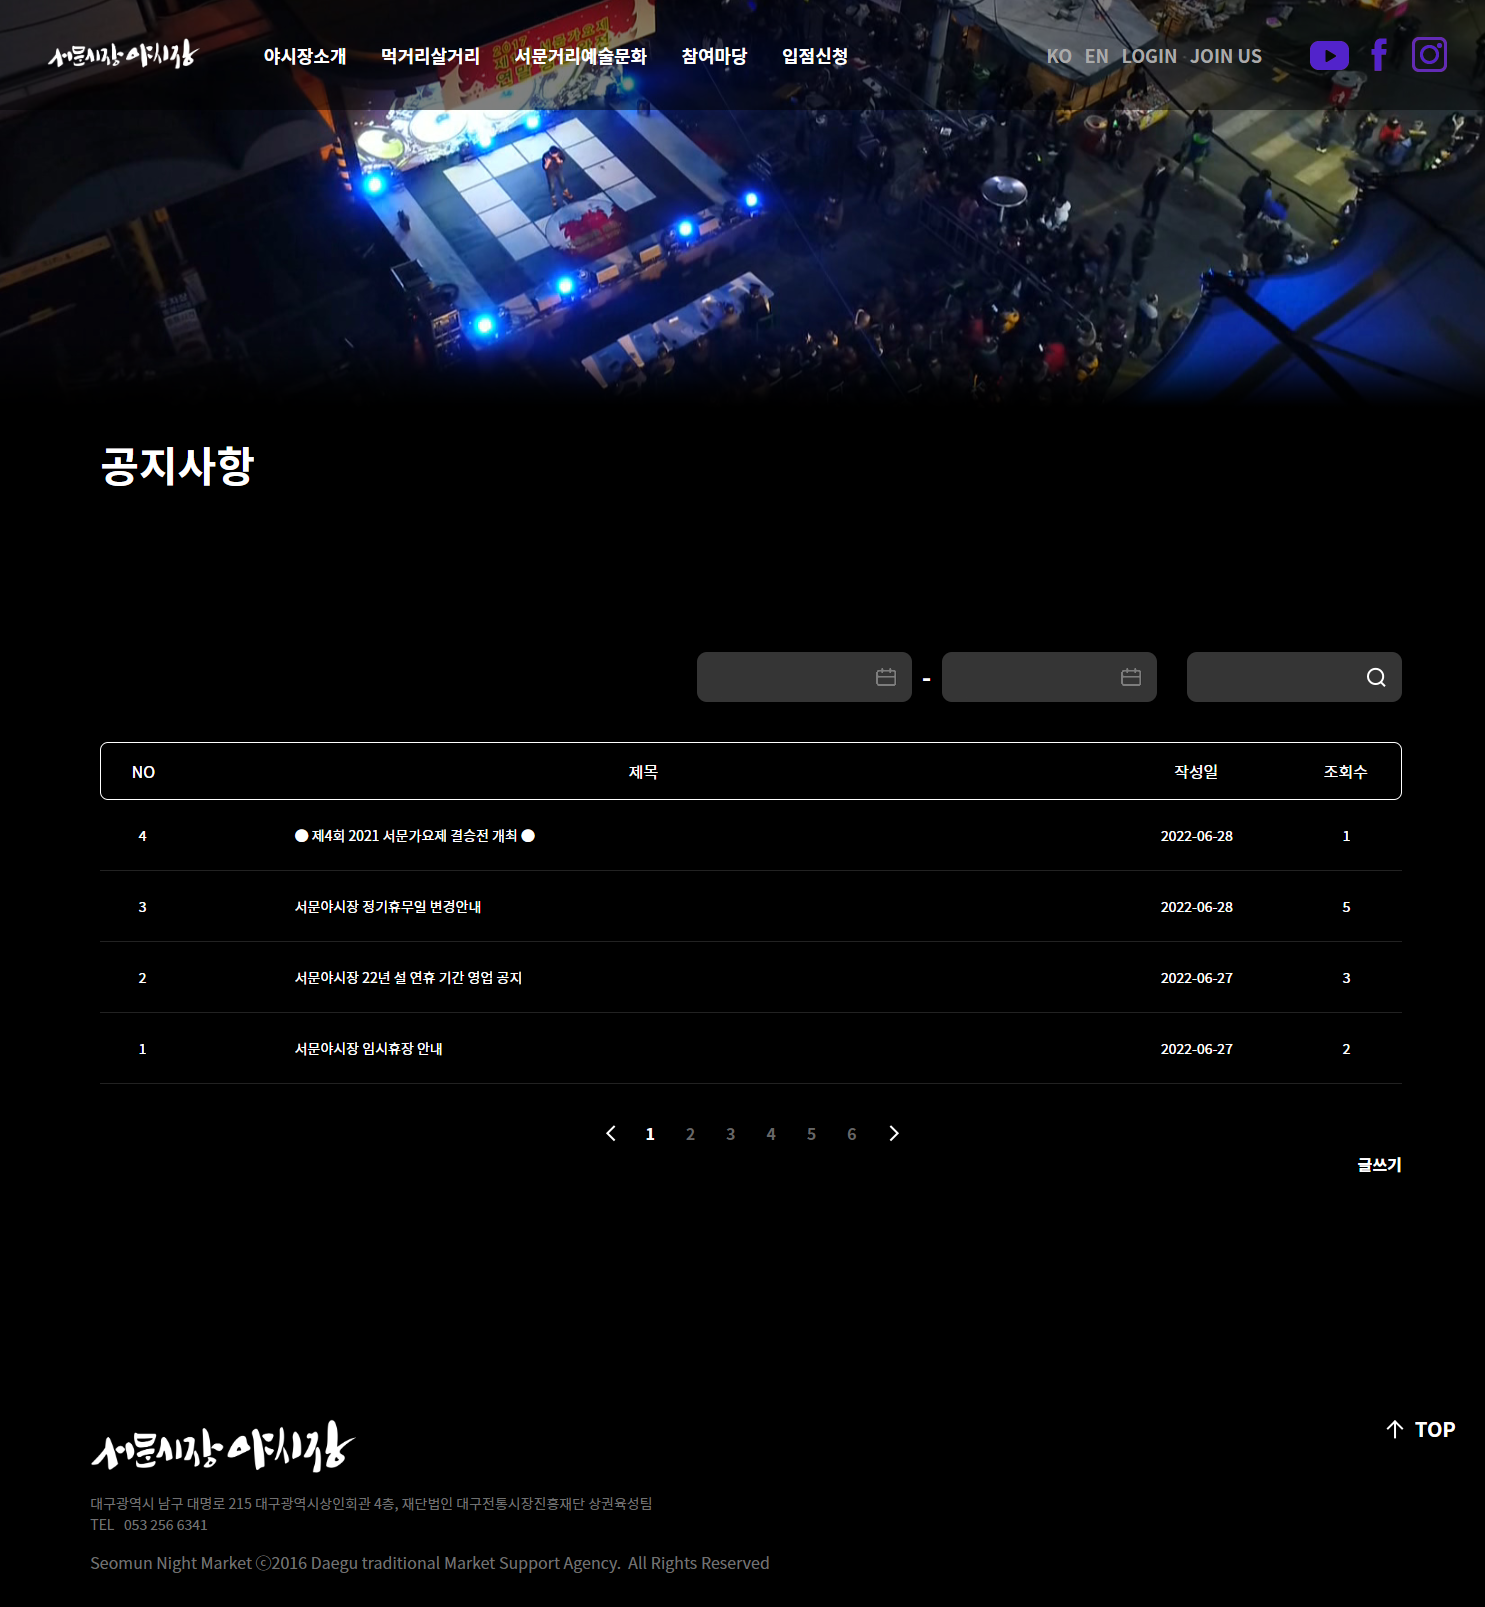 서문시장 야시장
야시장소개 먹거리살거리 서문거리예술문화 참여마당 입점신청
KO EN LOGIN JOIN US
공지사항
-
NO 제목 작성일 조회수
4 ● 제4회 2021 서문가요제 결승전 개최 ● 2022-06-28 1
3 서문야시장 정기휴무일 변경안내 2022-06-28 5
2 서문야시장 22년 설 연휴 기간 영업 공지 2022-06-27 3
1 서문야시장 임시휴장 안내 2022-06-27 2
1 2 3 4 5 6
글쓰기
서문시장 야시장
TOP
대구광역시 남구 대명로 215 대구광역시상인회관 4층, 재단법인 대구전통시장진흥재단 상권육성팀
TEL 053 256 6341
Seomun Night Market ⓒ2016 Daegu traditional Market Support Agency. All Rights Reserved